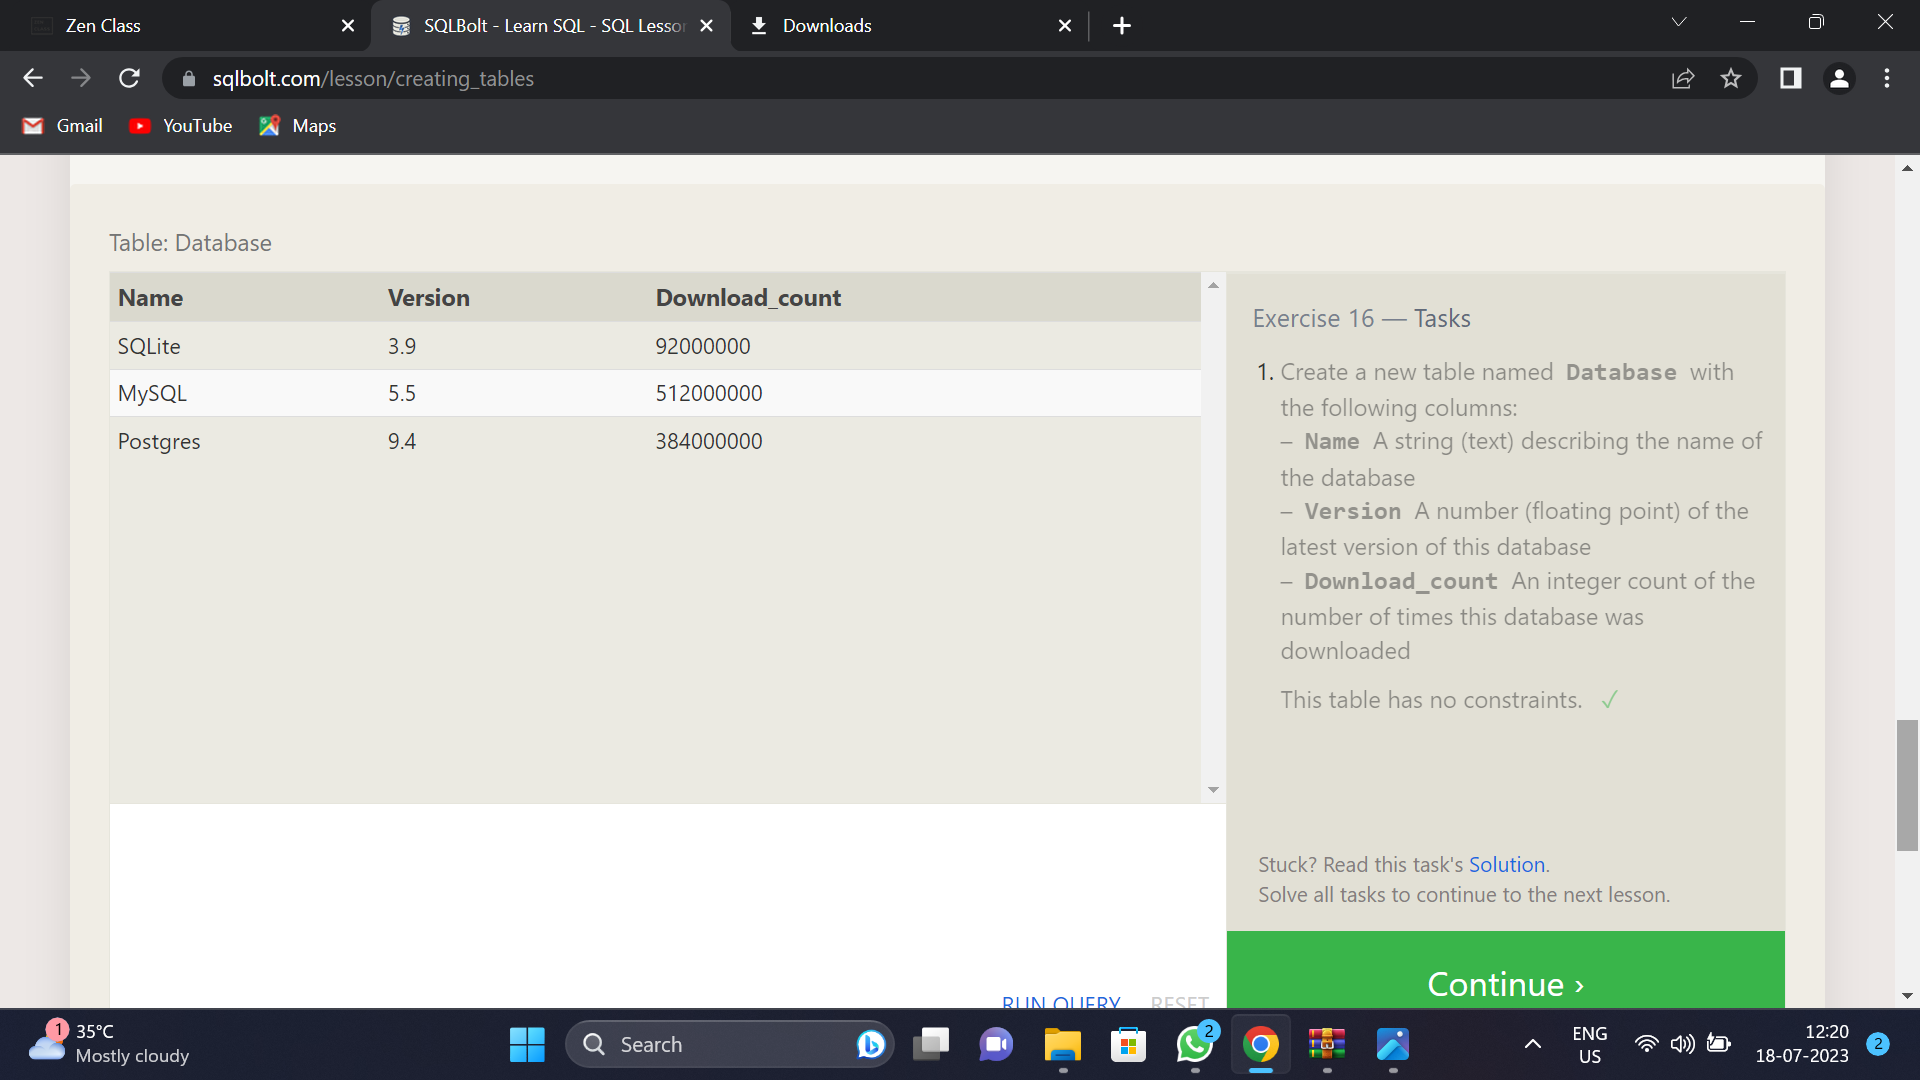 Zen Class
SQLBolt - Learn SQL - SQL Lesso
Downloads
sqlbolt.com/lesson/creating_tables
Gmail
YouTube
Maps
Table: Database
Name Version Download_count
SQLite 3.9 92000000
MySQL 5.5 512000000
Postgres 9.4 384000000
Exercise 16 — Tasks
1. Create a new table named Database with
the following columns:
– Name A string (text) describing the name of
the database
– Version A number (floating point) of the
latest version of this database
– Download_count An integer count of the
number of times this database was
downloaded
This table has no constraints. ✓
Stuck? Read this task's Solution.
Solve all tasks to continue to the next lesson.
RUN QUERY RESET
Continue ›
1
35°C
Mostly cloudy
Search
2
ENG
US
12:20
18-07-2023
2